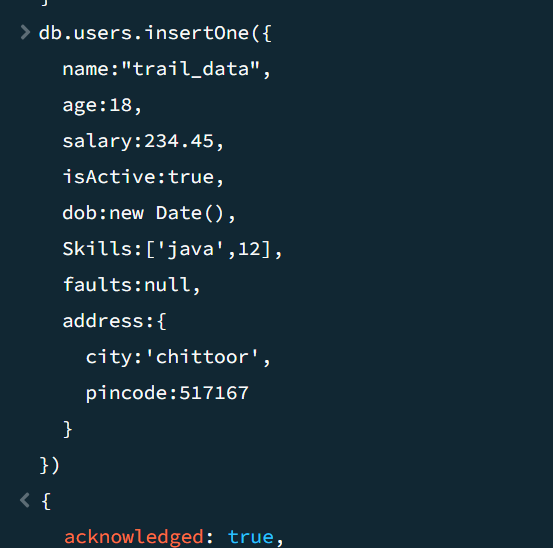 > db.users.insertOne({
name:"trail_data",
age:18,
salary:234.45,
isActive:true,
dob:new Date(),
Skills:['java',12],
faults:null,
address:{
city:'chittoor',
pincode:517167
}
})
< {
acknowledged: true,